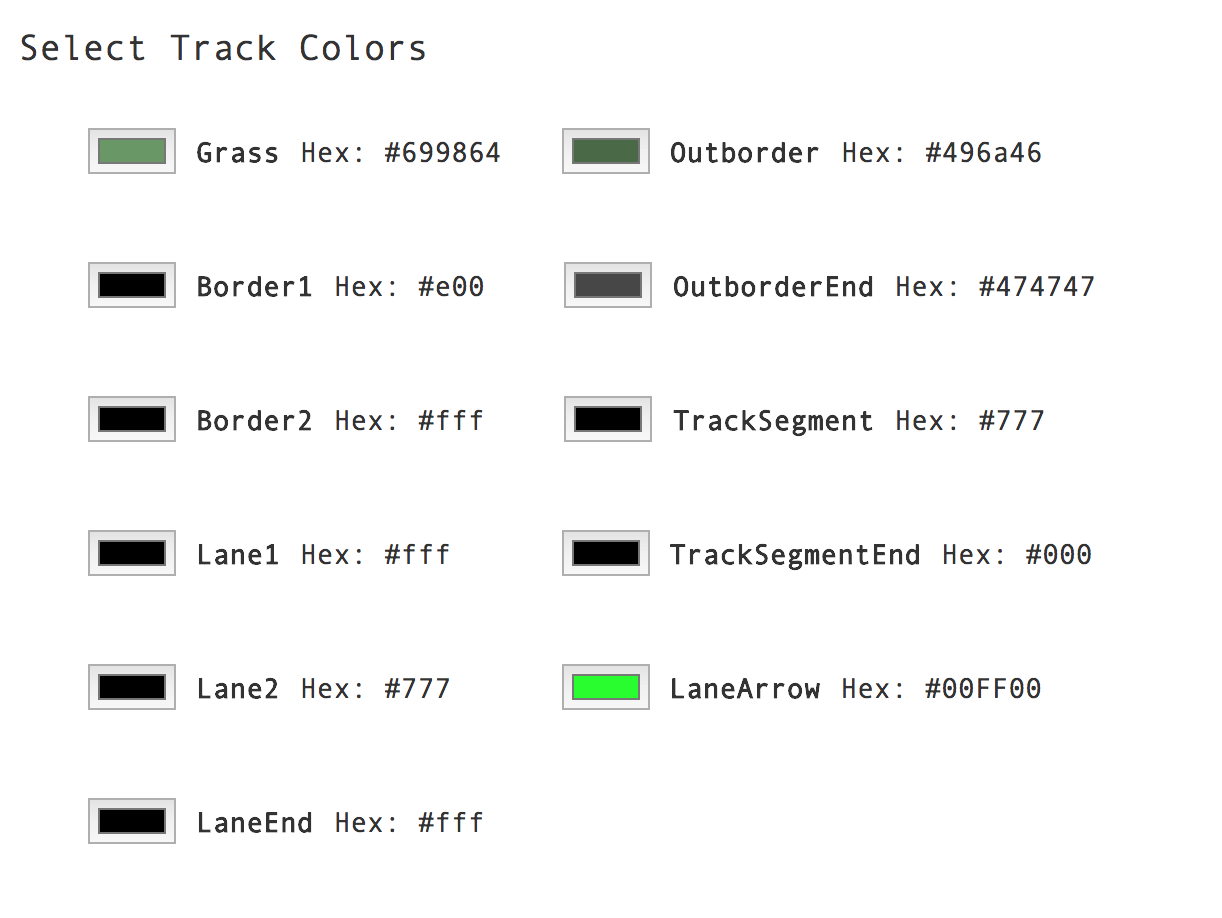 Select Track Colors
Grass Hex: #699864
Outborder Hex: #496a46
Border1 Hex: #e00
OutborderEnd Hex: #474747
Border2 Hex: #fff
TrackSegment Hex: #777
Lane1 Hex: #fff
TrackSegmentEnd Hex: #000
Lane2 Hex: #777
LaneArrow Hex: #00FF00
LaneEnd Hex: #fff